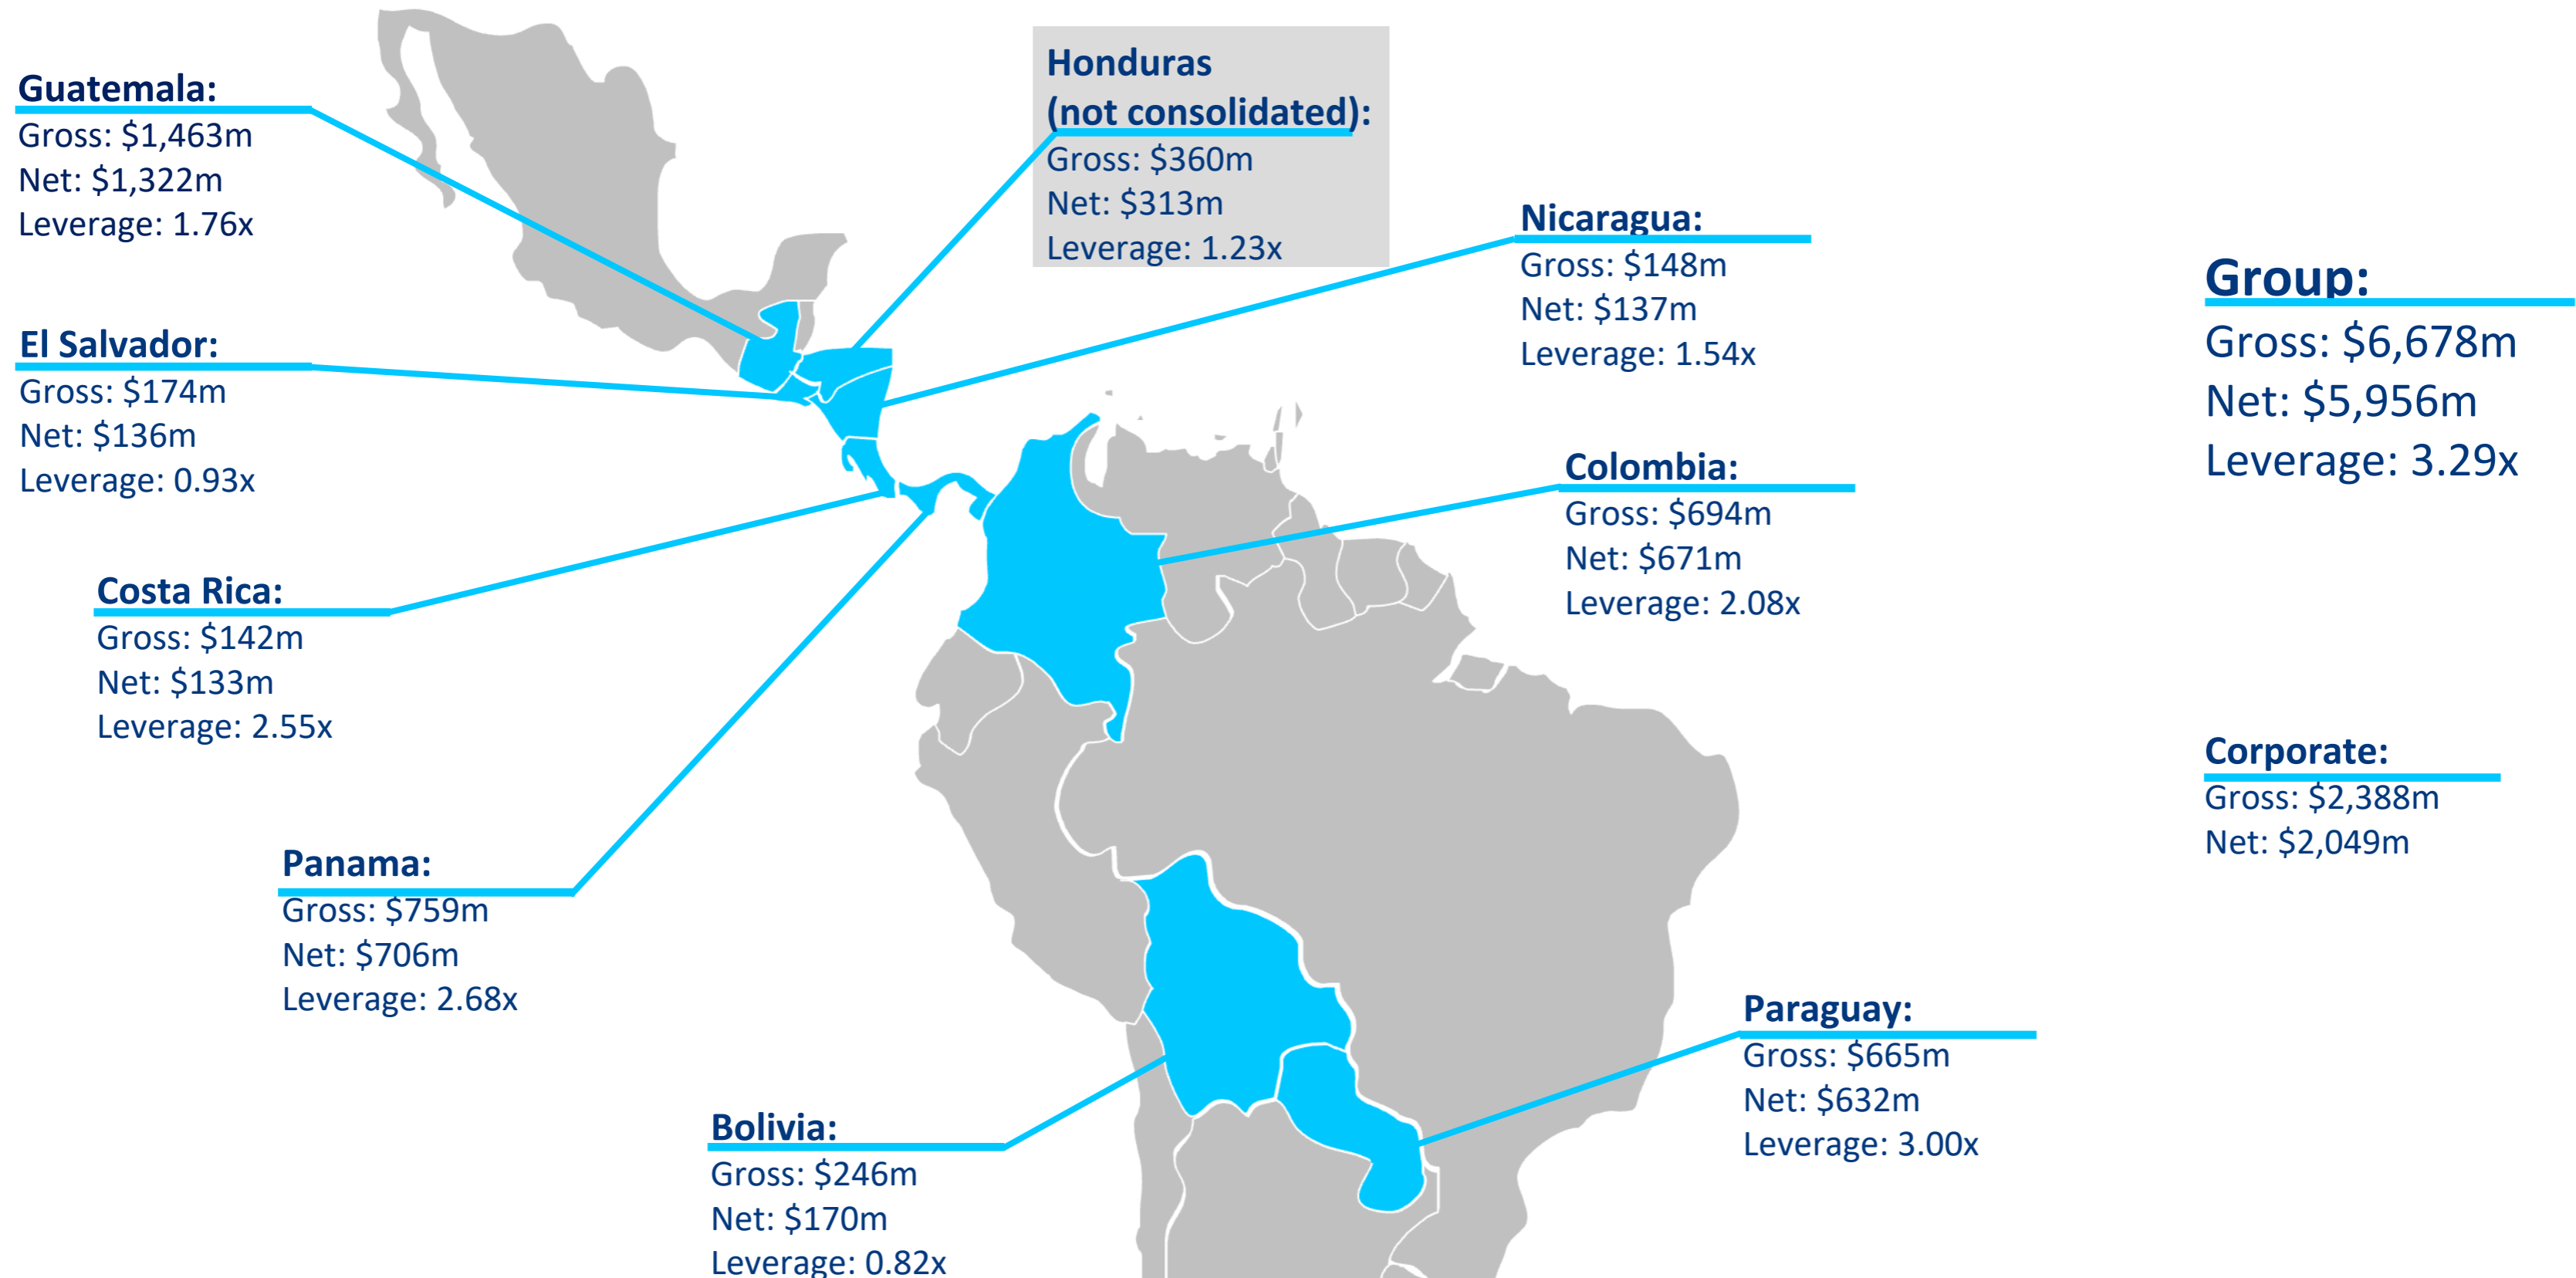 Guatemala:
Gross: $1,463m
Net: $1,322m
Leverage: 1.76x
Honduras
(not consolidated):
Gross: $360m
Net: $313m
Leverage: 1.23x
Nicaragua:
Gross: $148m
Net: $137m
Leverage: 1.54x
Group:
Gross: $6,678m
Net: $5,956m
Leverage: 3.29x
El Salvador:
Gross: $174m
Net: $136m
Leverage: 0.93x
Colombia:
Gross: $694m
Net: $671m
Leverage: 2.08x
Costa Rica:
Gross: $142m
Net: $133m
Leverage: 2.55x
Corporate:
Gross: $2,388m
Net: $2,049m
Panama:
Gross: $759m
Net: $706m
Leverage: 2.68x
Paraguay:
Gross: $665m
Net: $632m
Leverage: 3.00x
Bolivia:
Gross: $246m
Net: $170m
Leverage: 0.82x